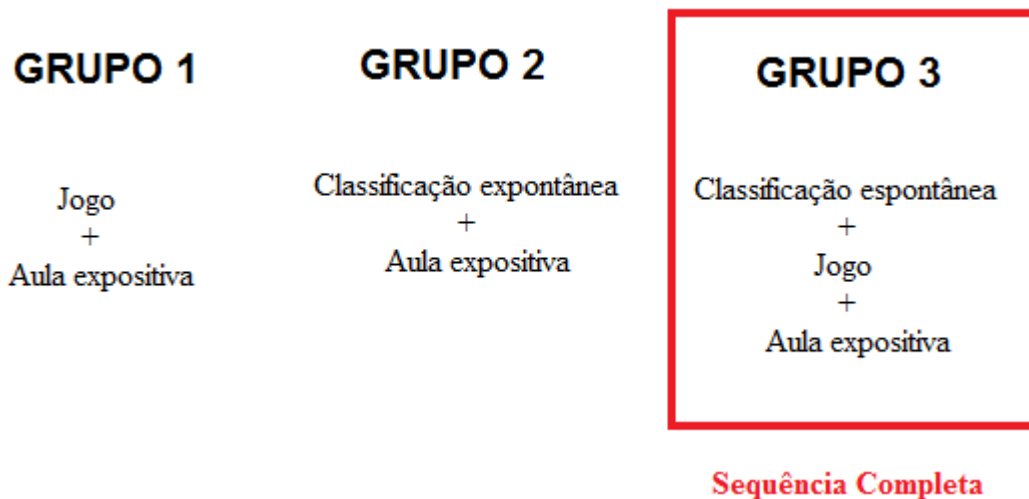 GRUPO 1
Jogo
+
Aula expositiva
GRUPO 2
Classificação expontânea
+
Aula expositiva
GRUPO 3
Classificação espontânea
+
Jogo
+
Aula expositiva
Sequência Completa